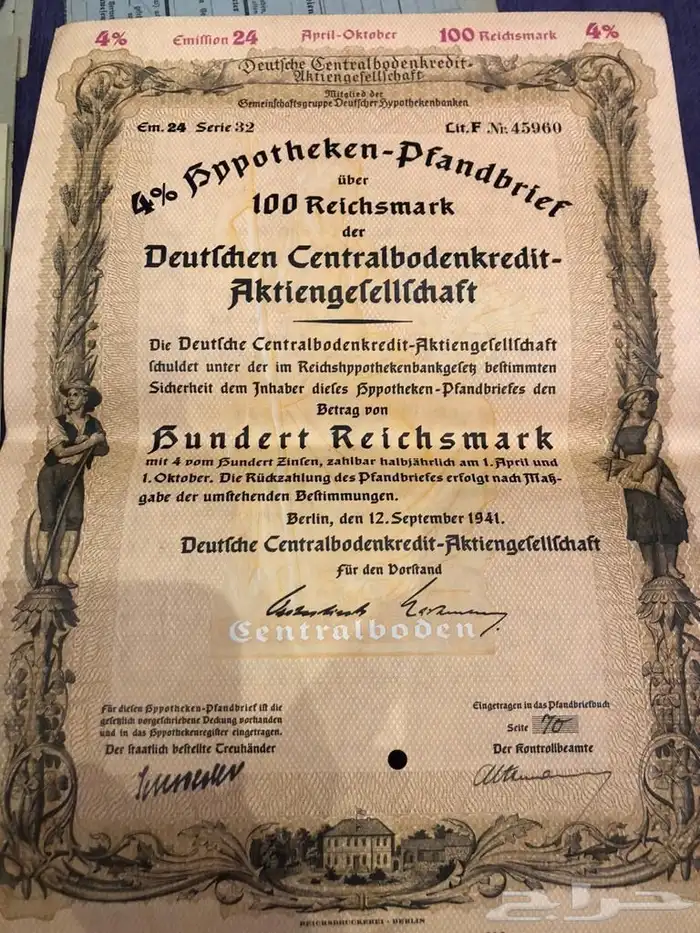 4% Emission 24 April-Oktober 100 Reichsmark 4%
Deutsche Centralbodenkredit-
Aktiengesellschaft
Mitglied der
Gemeinschaftsgruppe Deutscher Hypothekenbanken
Em. 24 Serie 32 Lit. F Nr. 45960
4% Hypotheken-Pfandbrief
über
100 Reichsmark
der
Deutschen Centralbodenkredit-
Aktiengesellschaft
Die Deutsche Centralbodenkredit-Aktiengesellschaft
schuldet unter der im Reichshypothekenbankgesetz bestimmten
Sicherheit dem Inhaber dieses Hypotheken-Pfandbriefes den
Betrag von
Hundert Reichsmark
mit 4 vom Hundert Zinsen, zahlbar halbjährlich am 1. April und
1. Oktober. Die Rückzahlung des Pfandbriefes erfolgt nach Maß-
gabe der umstehenden Bestimmungen.
Berlin, den 12. September 1941.
Deutsche Centralbodenkredit-Aktiengesellschaft
Für den Vorstand
Centralboden
Für diesen Hypotheken-Pfandbrief ist die
gesetzlich vorgeschriebene Deckung vorhanden
und in das Hypothekenregister eingetragen.
Der staatlich bestellte Treuhänder
Eingetragen in das Pfandbriefbuch
Seite 70
Der Kontrollbeamte
REICHSDRUCKEREI · BERLIN
حراج